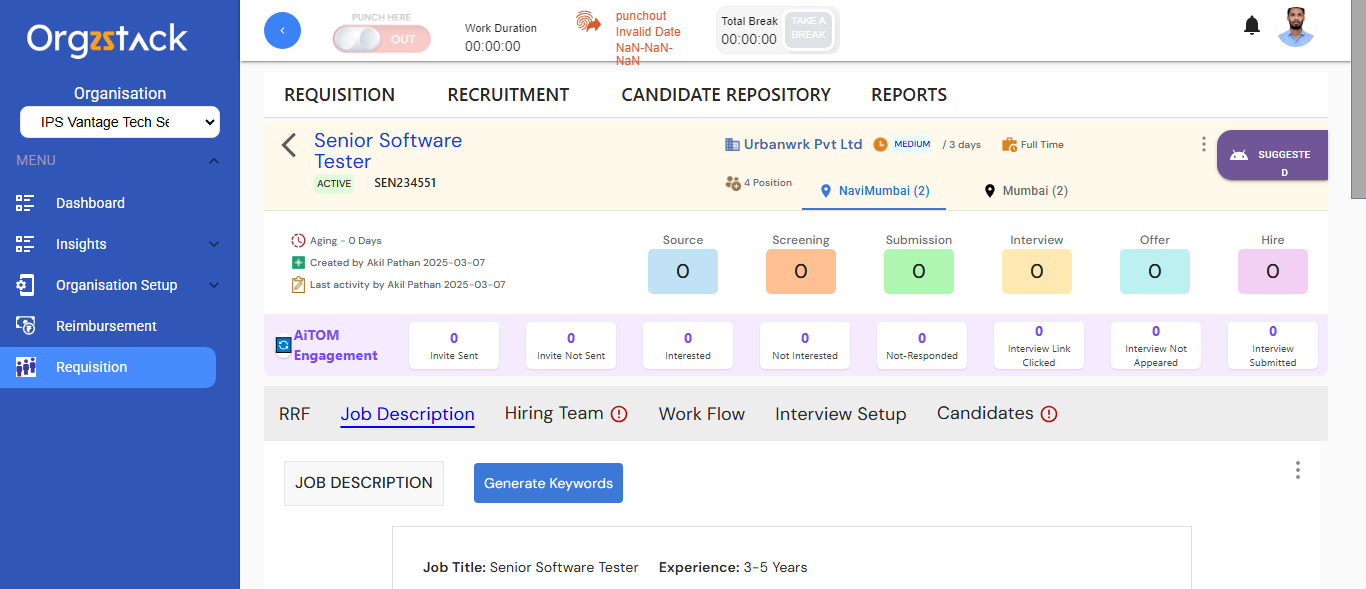 Orgzstack
Organisation
IPS Vantage Tech Se
MENU
Dashboard
Insights
Organisation Setup
Reimbursement
Requisition
PUNCH HERE
OUT
Work Duration
00:00:00
punchout
Invalid Date
NaN-NaN-
NaN
Total Break
00:00:00
TAKE A
BREAK
REQUISITION
RECRUITMENT
CANDIDATE REPOSITORY
REPORTS
Senior Software
Tester
ACTIVE
SEN234551
Urbanwrk Pvt Ltd
MEDIUM
/ 3 days
Full Time
4 Position
NaviMumbai (2)
Mumbai (2)
SUGGESTE
D
Aging - 0 Days
Created by Akil Pathan 2025-03-07
Last activity by Akil Pathan 2025-03-07
Source
0
Screening
0
Submission
0
Interview
0
Offer
0
Hire
0
AiTOM
Engagement
0
Invite Sent
0
Invite Not Sent
0
Interested
0
Not Interested
0
Not-Responded
0
Interview Link
Clicked
0
Interview Not
Appeared
0
Interview
Submitted
RRF
Job Description
Hiring Team
Work Flow
Interview Setup
Candidates
JOB DESCRIPTION
Generate Keywords
Job Title: Senior Software Tester
Experience: 3-5 Years